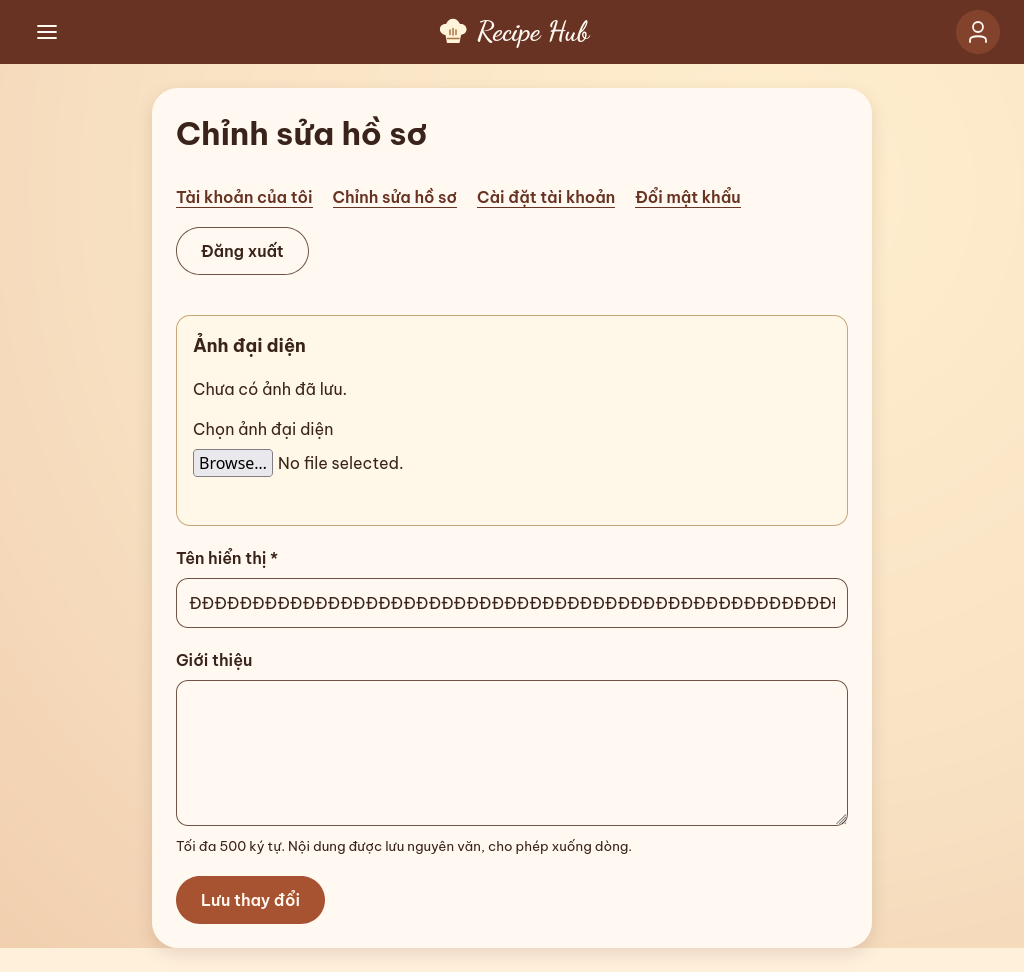 Recipe Hub
Chỉnh sửa hồ sơ
Tài khoản của tôi Chỉnh sửa hồ sơ Cài đặt tài khoản Đổi mật khẩu
Đăng xuất
Ảnh đại diện
Chưa có ảnh đã lưu.
Chọn ảnh đại diện
Browse... No file selected.
Tên hiển thị *
ĐĐĐĐĐĐĐĐĐĐĐĐĐĐĐĐĐĐĐĐĐĐĐĐĐĐĐĐĐĐĐĐĐĐĐĐĐĐĐĐĐĐĐĐĐĐĐĐĐĐĐ
Giới thiệu
Tối đa 500 ký tự. Nội dung được lưu nguyên văn, cho phép xuống dòng.
Lưu thay đổi